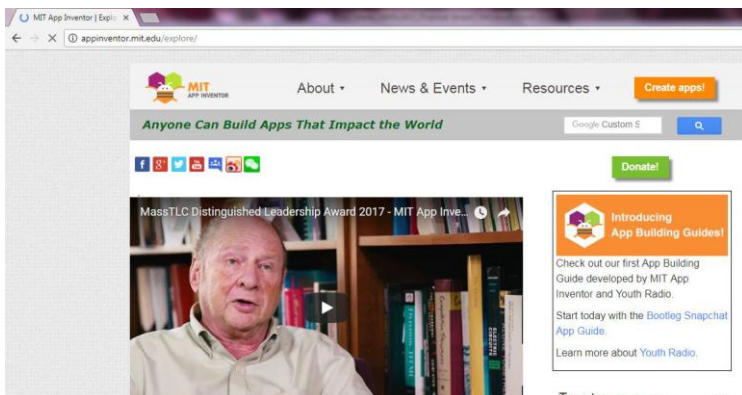 MIT App Inventor | Explo
appinventor.mit.edu/explore/
MIT
APP INVENTOR
About
News & Events
Resources
Create apps!
Anyone Can Build Apps That Impact the World
Google Custom S
Donate!
MassTLC Distinguished Leadership Award 2017 - MIT App Inve...
Introducing
App Building Guides!
Check out our first App Building
Guide developed by MIT App
Inventor and Youth Radio.
Start today with the Bootleg Snapchat
App Guide.
Learn more about Youth Radio.